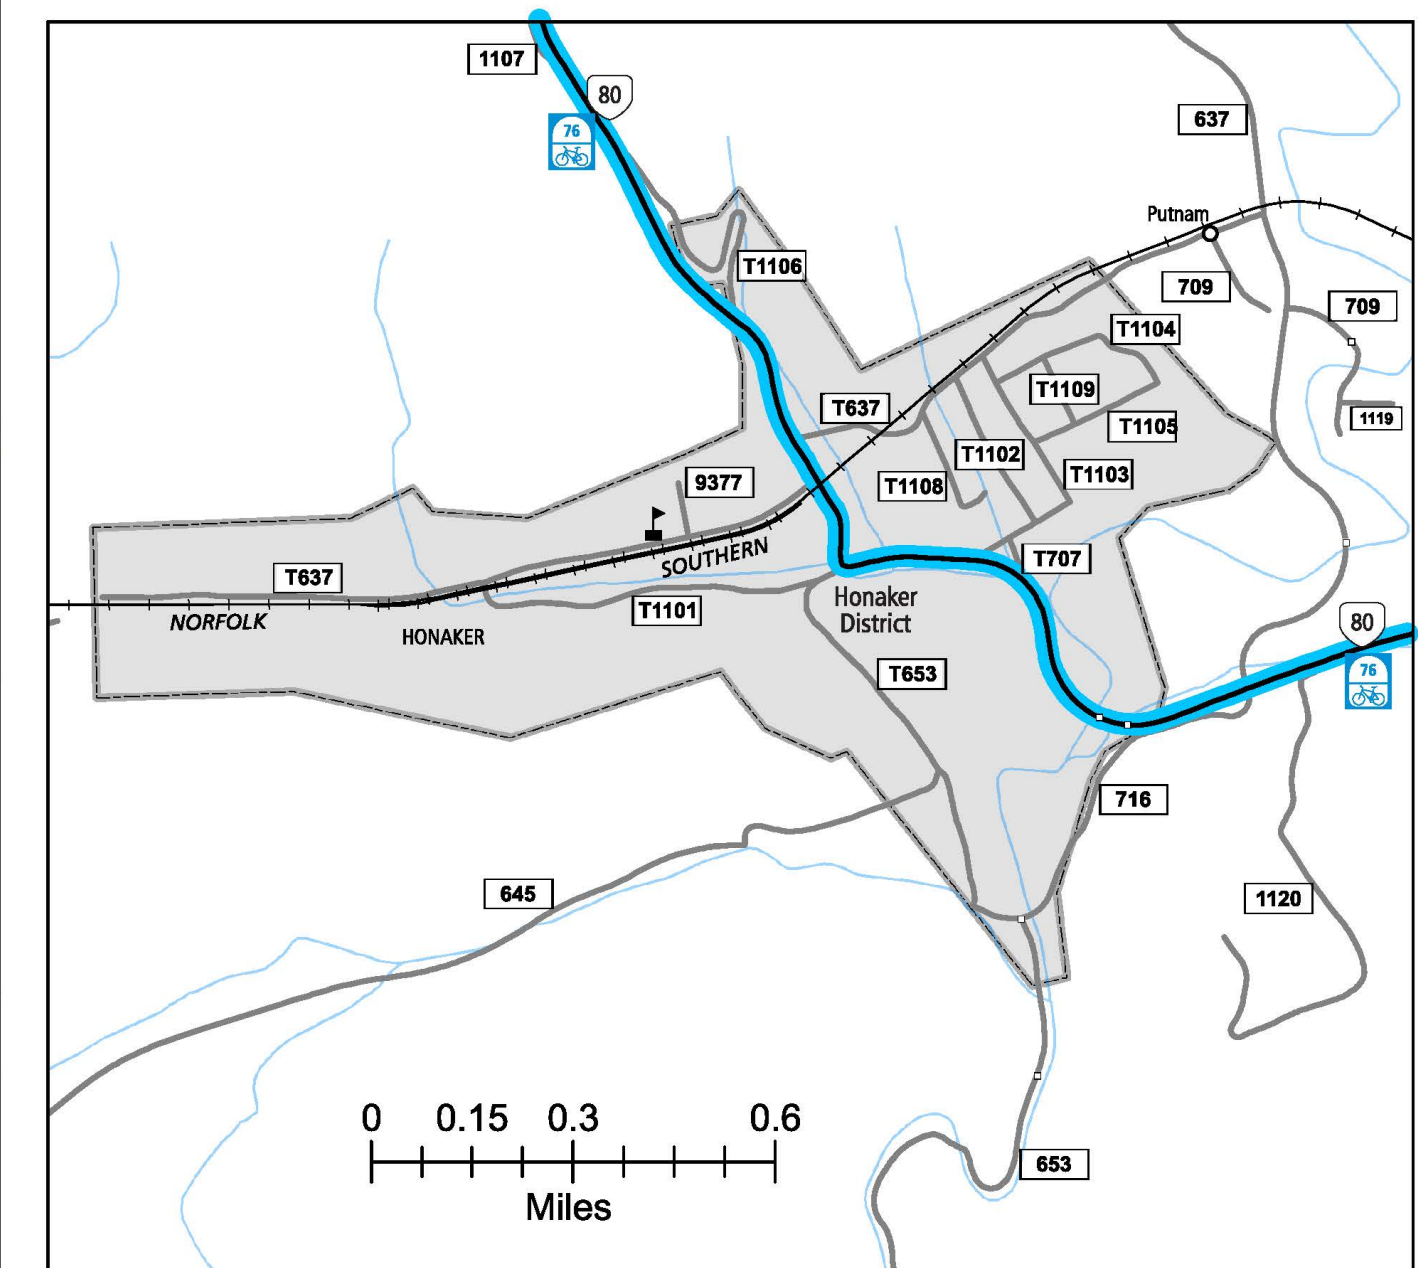 1107
80
76
637
Putnam
T1106
709
709
T1104
T1109
T637
1119
T1105
T1102
T1103
9377
T1108
SOUTHERN
T707
T637
T1101
Honaker
District
NORFOLK
HONAKER
80
76
T653
716
645
1120
0 0.15 0.3 0.6
Miles
653